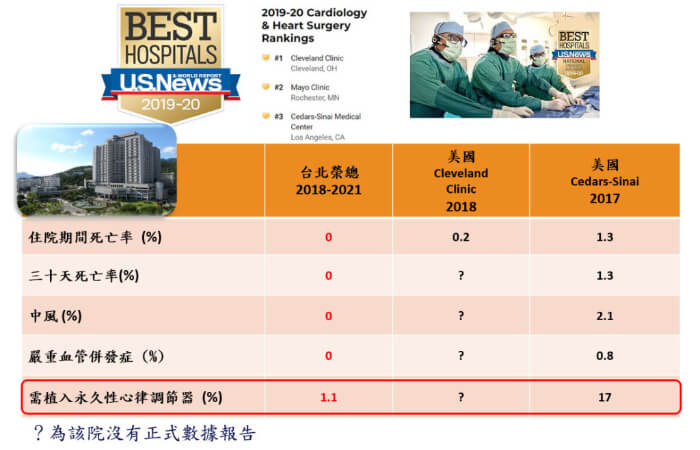 BEST
HOSPITALS
U.S.News
& WORLD REPORT
2019-20
2019-20 Cardiology
& Heart Surgery
Rankings
#1 Cleveland Clinic
Cleveland, OH
#2 Mayo Clinic
Rochester, MN
#3 Cedars-Sinai Medical
Center
Los Angeles, CA
BEST
HOSPITALS
U.S.News
NATIONAL
2019-20
台北榮總
2018-2021
美國
Cleveland
Clinic
2018
美國
Cedars-Sinai
2017
住院期間死亡率 (%) 0 0.2 1.3
三十天死亡率(%) 0 ? 1.3
中風 (%) 0 ? 2.1
嚴重血管併發症 (%) 0 ? 0.8
需植入永久性心律調節器 (%) 1.1 ? 17
?為該院沒有正式數據報告